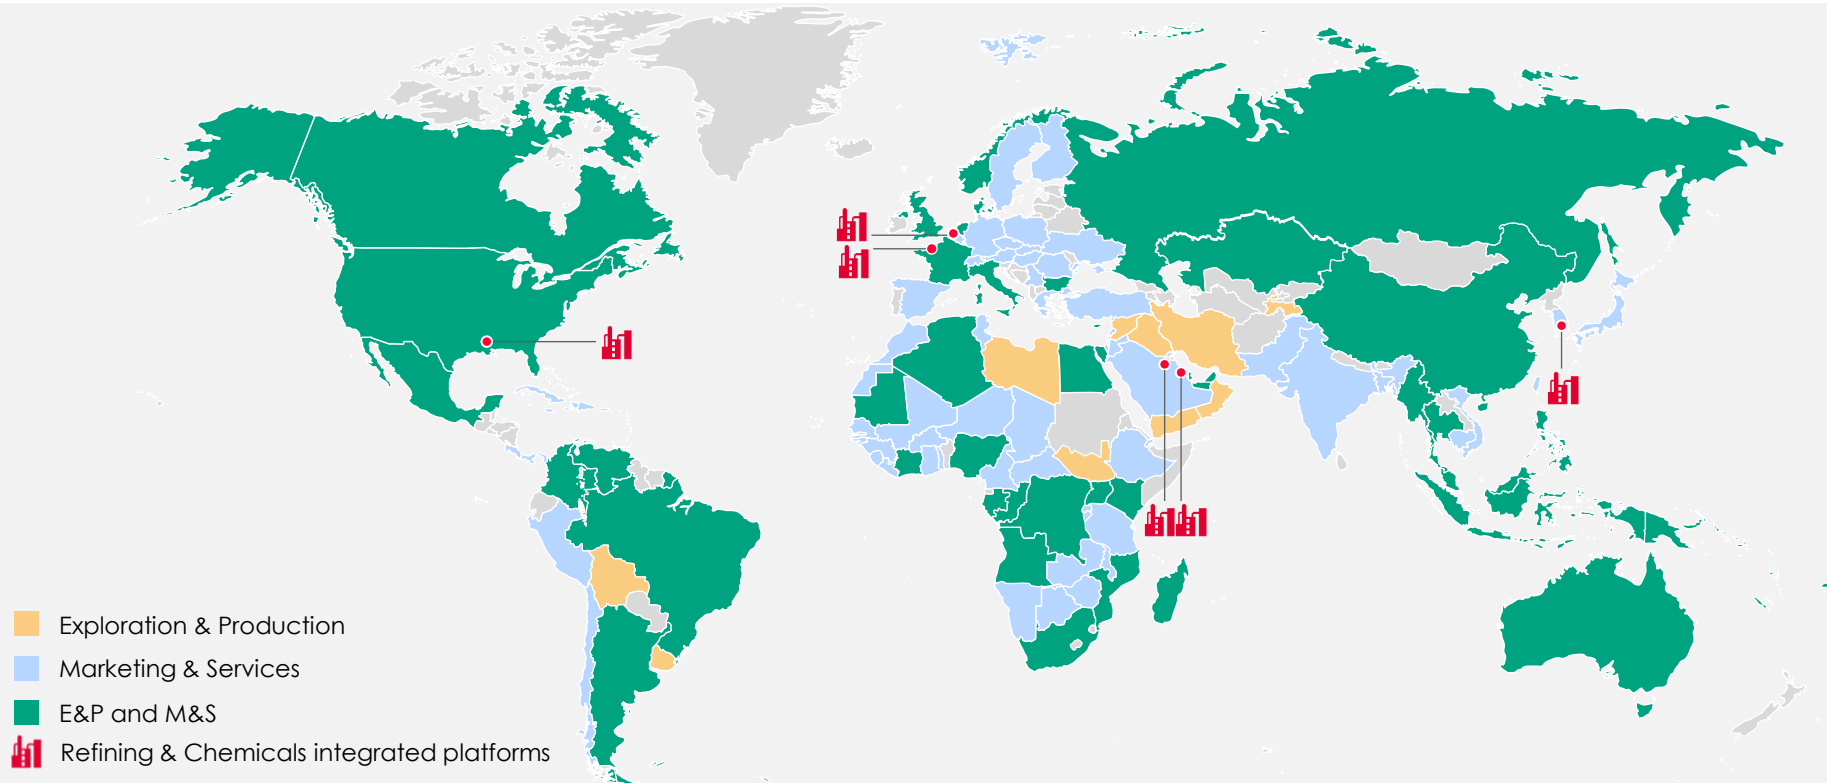 Exploration & Production
Marketing & Services
E&P and M&S
Refining & Chemicals integrated platforms